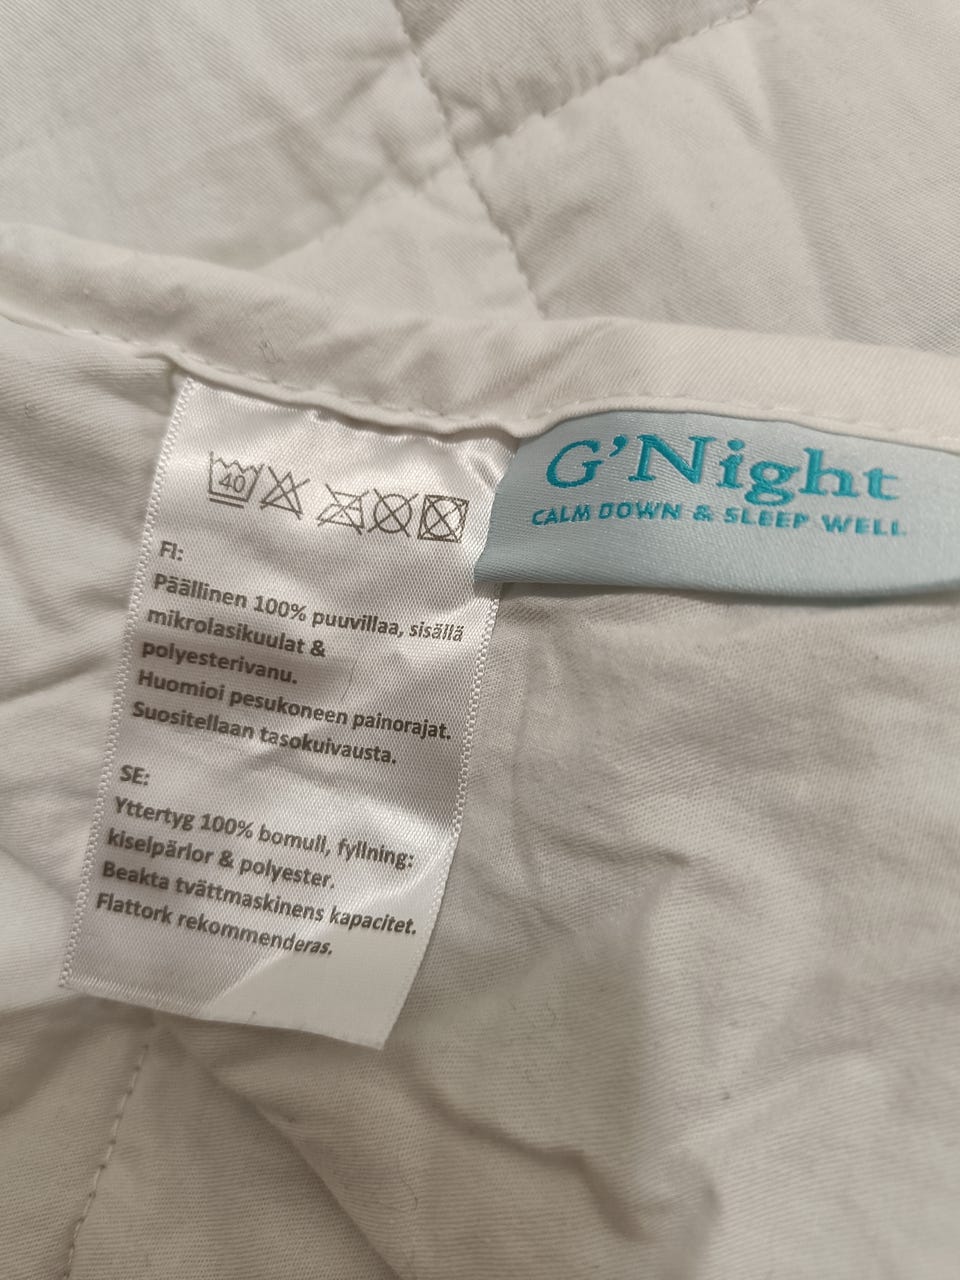 40
FI:
Päällinen 100% puuvillaa, sisällä
mikrolasikuulat &
polyesterivanu.
Huomioi pesukoneen painorajat.
Suositellaan tasokuivausta.
SE:
Yttertyg 100% bomull, fyllning:
kiselpärlor & polyester.
Beakta tvättmaskinens kapacitet.
Flattork rekommenderas.
G'Night
CALM DOWN & SLEEP WELL